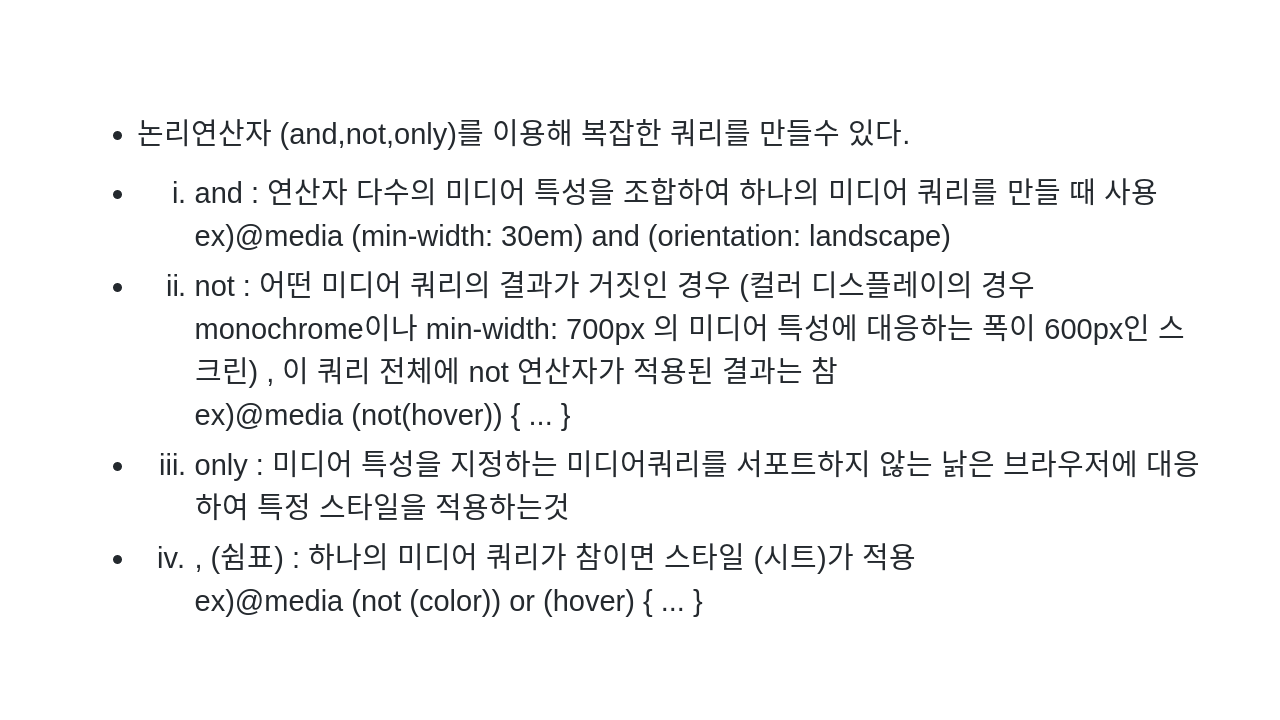 • 논리연산자 (and,not,only)를 이용해 복잡한 쿼리를 만들수 있다.
• i. and : 연산자 다수의 미디어 특성을 조합하여 하나의 미디어 쿼리를 만들 때 사용
ex)@media (min-width: 30em) and (orientation: landscape)
• ii. not : 어떤 미디어 쿼리의 결과가 거짓인 경우 (컬러 디스플레이의 경우
monochrome이나 min-width: 700px 의 미디어 특성에 대응하는 폭이 600px인 스
크린) , 이 쿼리 전체에 not 연산자가 적용된 결과는 참
ex)@media (not(hover)) { ... }
• iii. only : 미디어 특성을 지정하는 미디어쿼리를 서포트하지 않는 낡은 브라우저에 대응
하여 특정 스타일을 적용하는것
• iv. , (쉼표) : 하나의 미디어 쿼리가 참이면 스타일 (시트)가 적용
ex)@media (not (color)) or (hover) { ... }